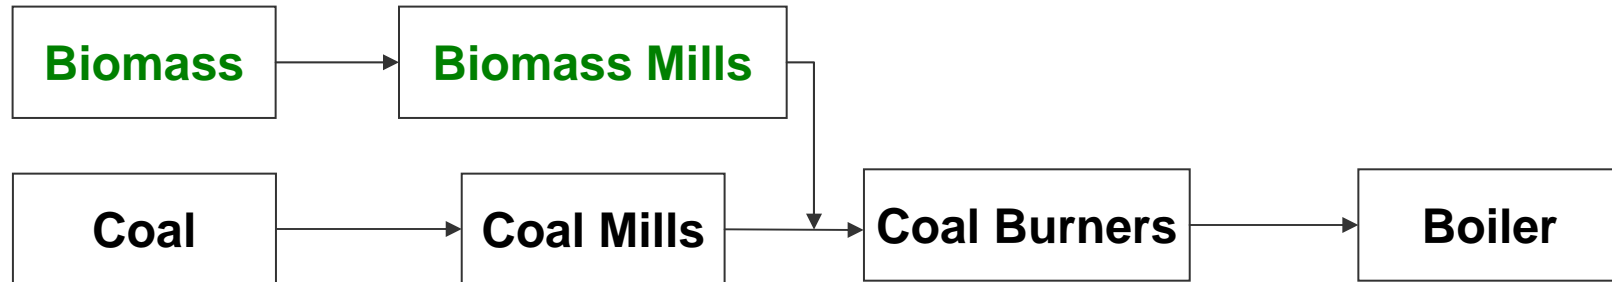 Biomass
Biomass Mills
Coal
Coal Mills
Coal Burners
Boiler